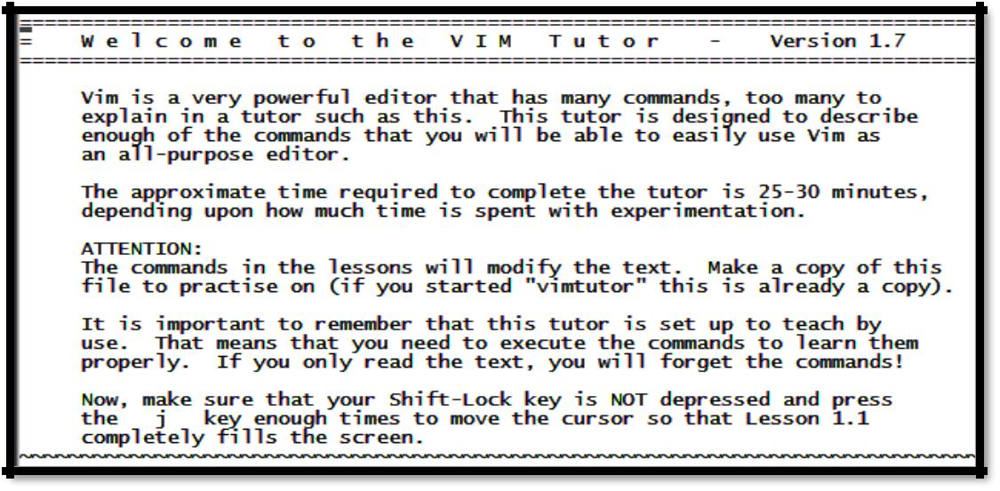 ===============================================================================
=    W e l c o m e   t o   t h e   V I M   T u t o r    -    Version 1.7
===============================================================================
Vim is a very powerful editor that has many commands, too many to
explain in a tutor such as this.  This tutor is designed to describe
enough of the commands that you will be able to easily use Vim as
an all-purpose editor.
The approximate time required to complete the tutor is 25-30 minutes,
depending upon how much time is spent with experimentation.
ATTENTION:
The commands in the lessons will modify the text.  Make a copy of this
file to practise on (if you started "vimtutor" this is already a copy).
It is important to remember that this tutor is set up to teach by
use.  That means that you need to execute the commands to learn them
properly.  If you only read the text, you will forget the commands!
Now, make sure that your Shift-Lock key is NOT depressed and press
the   j   key enough times to move the cursor so that Lesson 1.1
completely fills the screen.
~~~~~~~~~~~~~~~~~~~~~~~~~~~~~~~~~~~~~~~~~~~~~~~~~~~~~~~~~~~~~~~~~~~~~~~~~~~~~~~